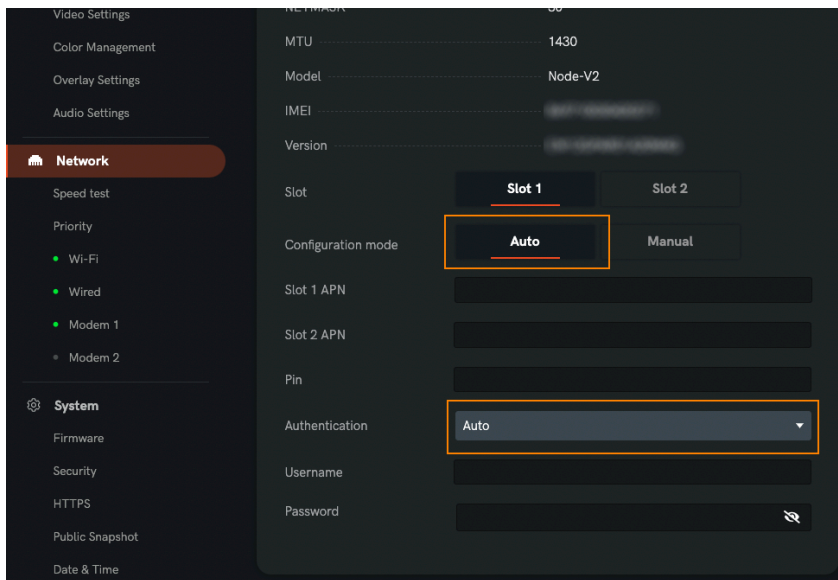 Video Settings
Color Management
Overlay Settings
Audio Settings
Network
Speed test
Priority
Wi-Fi
Wired
Modem 1
Modem 2
System
Firmware
Security
HTTPS
Public Snapshot
Date & Time
NETMASK 30
MTU 1430
Model Node-V2
IMEI
Version
Slot Slot 1 Slot 2
Configuration mode Auto Manual
Slot 1 APN
Slot 2 APN
Pin
Authentication Auto
Username
Password